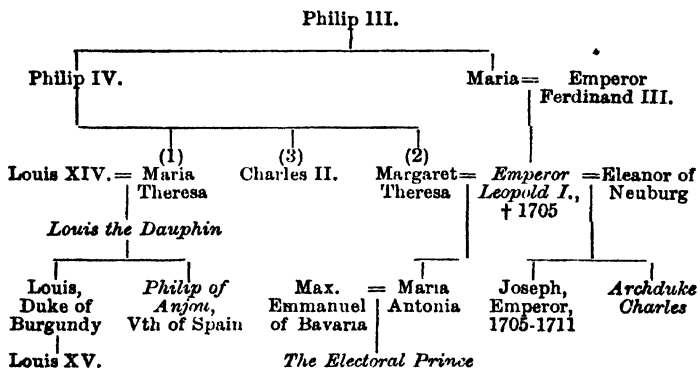 Philip III.
Philip IV. Maria= Emperor
Ferdinand III.
(1) (3) (2)
Louis XIV.= Maria Charles II. Margaret = Emperor =Eleanor of
Theresa Theresa Leopold I., Neuburg
† 1705
Louis the Dauphin
Louis, Philip of Max. = Maria Joseph, Archduke
Duke of Anjou, Emmanuel Antonia Emperor, Charles
Burgundy Vth of Spain of Bavaria 1705-1711
Louis XV. The Electoral Prince